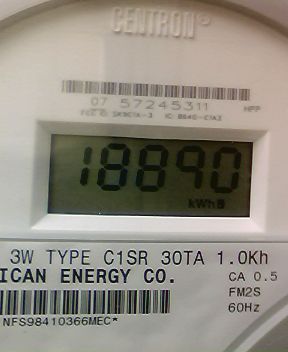 CENTRON®
07 57245311
HPP
18890
kWh
3W TYPE C1SR 30TA 1.0Kh
ICAN ENERGY CO.
CA 0.5
FM2S
60Hz
NFS98410366MEC*